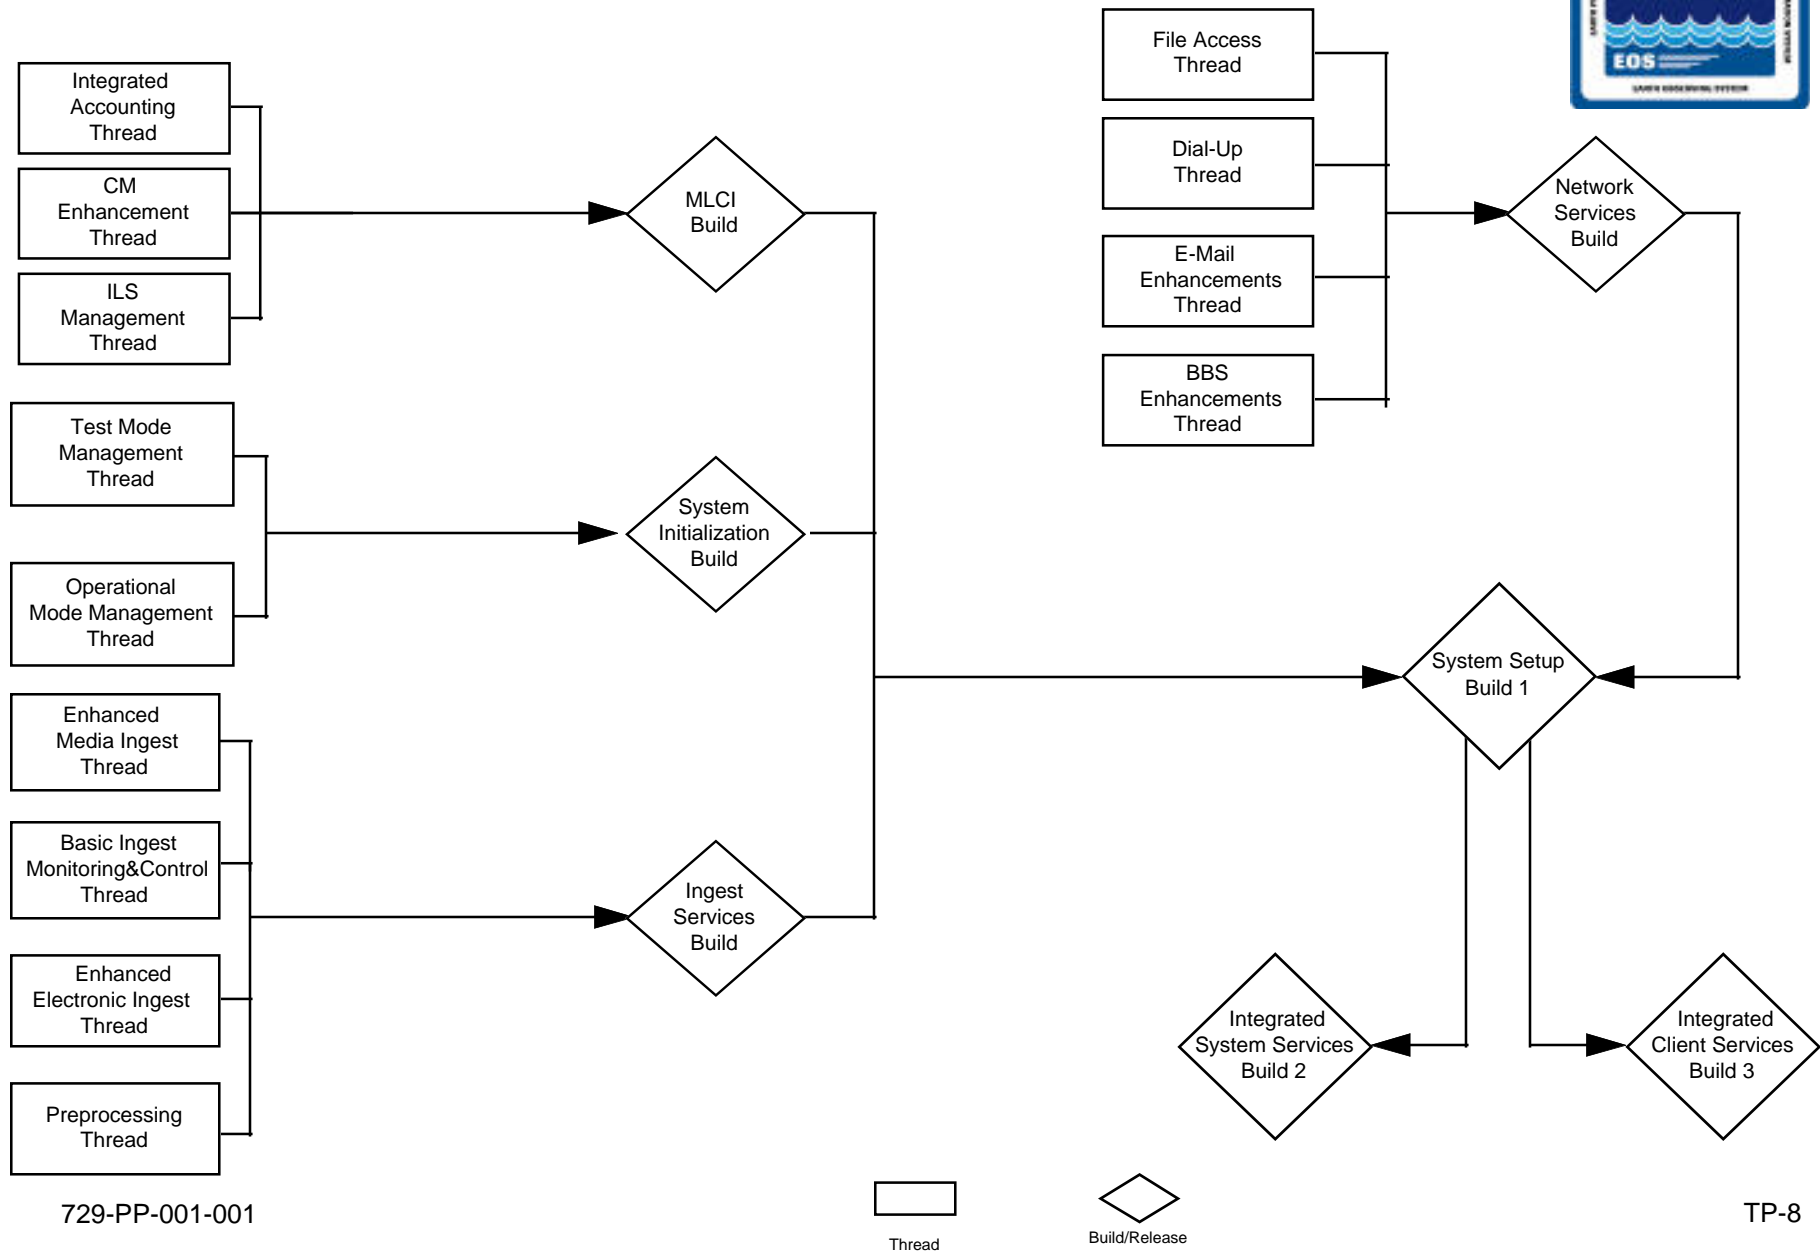 Integrated
Accounting
Thread
CM
Enhancement
Thread
ILS
Management
Thread
Test Mode
Management
Thread
Operational
Mode Management
Thread
Enhanced
Media Ingest
Thread
Basic Ingest
Monitoring&Control
Thread
Enhanced
Electronic Ingest
Thread
Preprocessing
Thread
MLCI
Build
System
Initialization
Build
Ingest
Services
Build
File Access
Thread
Dial-Up
Thread
E-Mail
Enhancements
Thread
BBS
Enhancements
Thread
EOS
EARTH OBSERVING SYSTEM
Network
Services
Build
System Setup
Build 1
Integrated
System Services
Build 2
Integrated
Client Services
Build 3
729-PP-001-001
Thread
Build/Release
TP-8